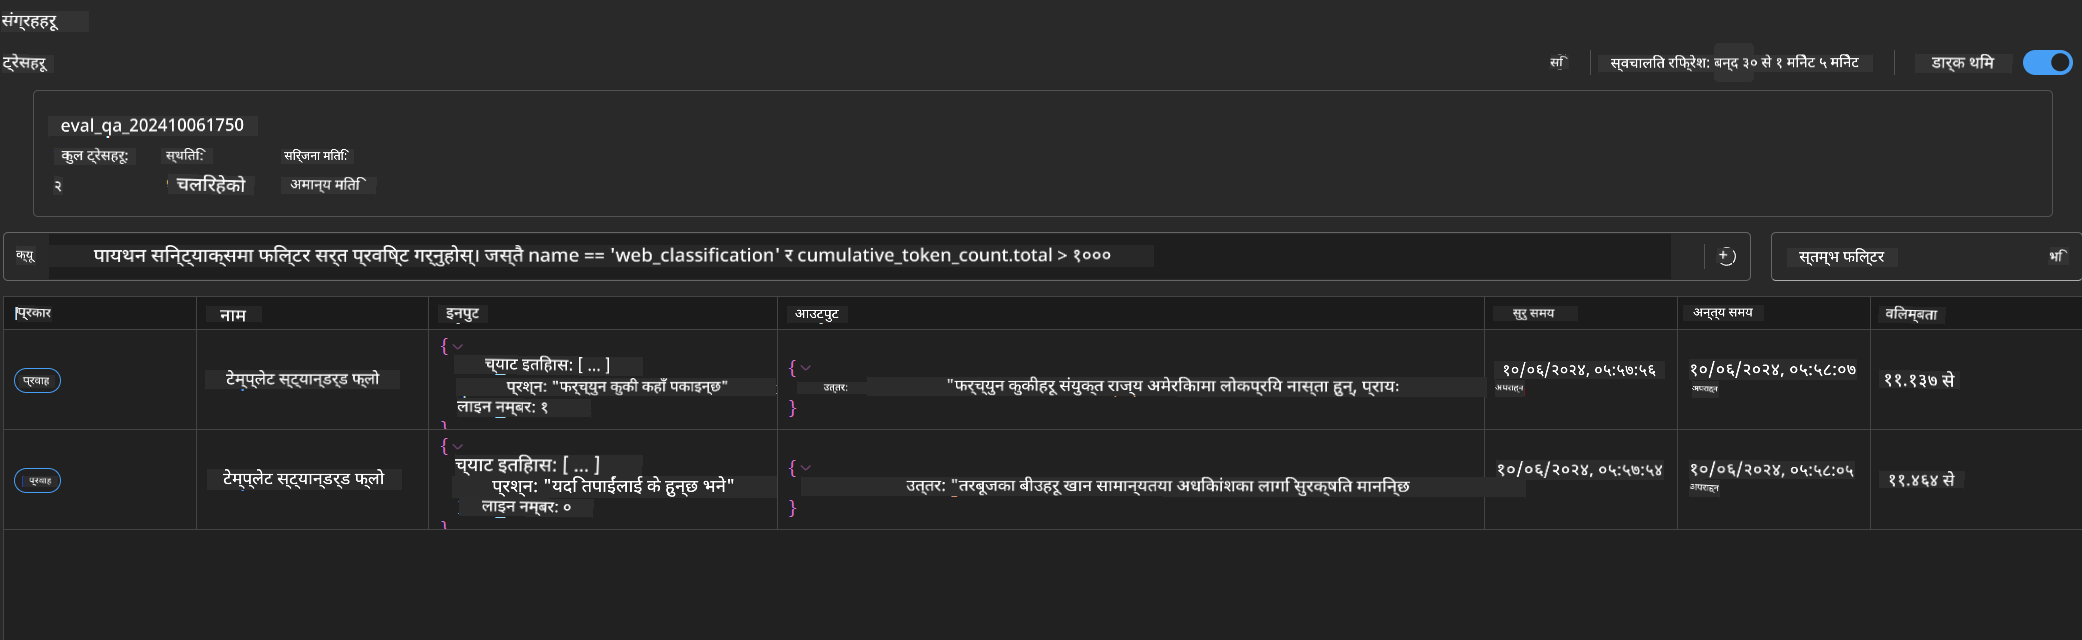 संग्रहहरू
ट्रेसहरू
स्वचालित रिफ्रेश: बन्द ३० से १ मिनेट ५ मिनेट
डार्क थिम
eval_qa_202410061750
कुल ट्रेसहरू: स्थिति: सिर्जना मिति:
२ चलिरहेको अमान्य मिति
क्यू पायथन सिन्ट्याक्समा फिल्टर सर्त प्रविष्टि गर्नुहोस्। जस्तै name == 'web_classification' र cumulative_token_count.total > १००० स्तम्भ फिल्टर
प्रकार नाम इनपुट आउटपुट सुरु समय अन्त्य समय विलम्बता
प्रवाह टेम्प्लेट स्ट्यान्डर्ड फ्लो
{
च्याट इतिहास: [ ... ]
प्रश्न: "फर्च्युन कुकी कहाँ पकाइन्छ"
लाइन नम्बर: १
}
{
उत्तर: "फर्च्युन कुकीहरू संयुक्त राज्य अमेरिकामा लोकप्रिय नास्ता हुन्, प्रायः
}
१०/०६/२०२४, ०५:५७:५६
अपराह्न
१०/०६/२०२४, ०५:५८:०७
अपराह्न
११.१३७ से
प्रवाह टेम्प्लेट स्ट्यान्डर्ड फ्लो
{
च्याट इतिहास: [ ... ]
प्रश्न: "यदि तपाईंलाई के हुन्छ भने"
लाइन नम्बर: ०
}
{
उत्तर: "तरबूजका बीउहरू खान सामान्यतया अधिकांशका लागि सुरक्षित मानिन्छ
}
१०/०६/२०२४, ०५:५७:५४
१०/०६/२०२४, ०५:५८:०५
अपराह्न
११.४६४ से